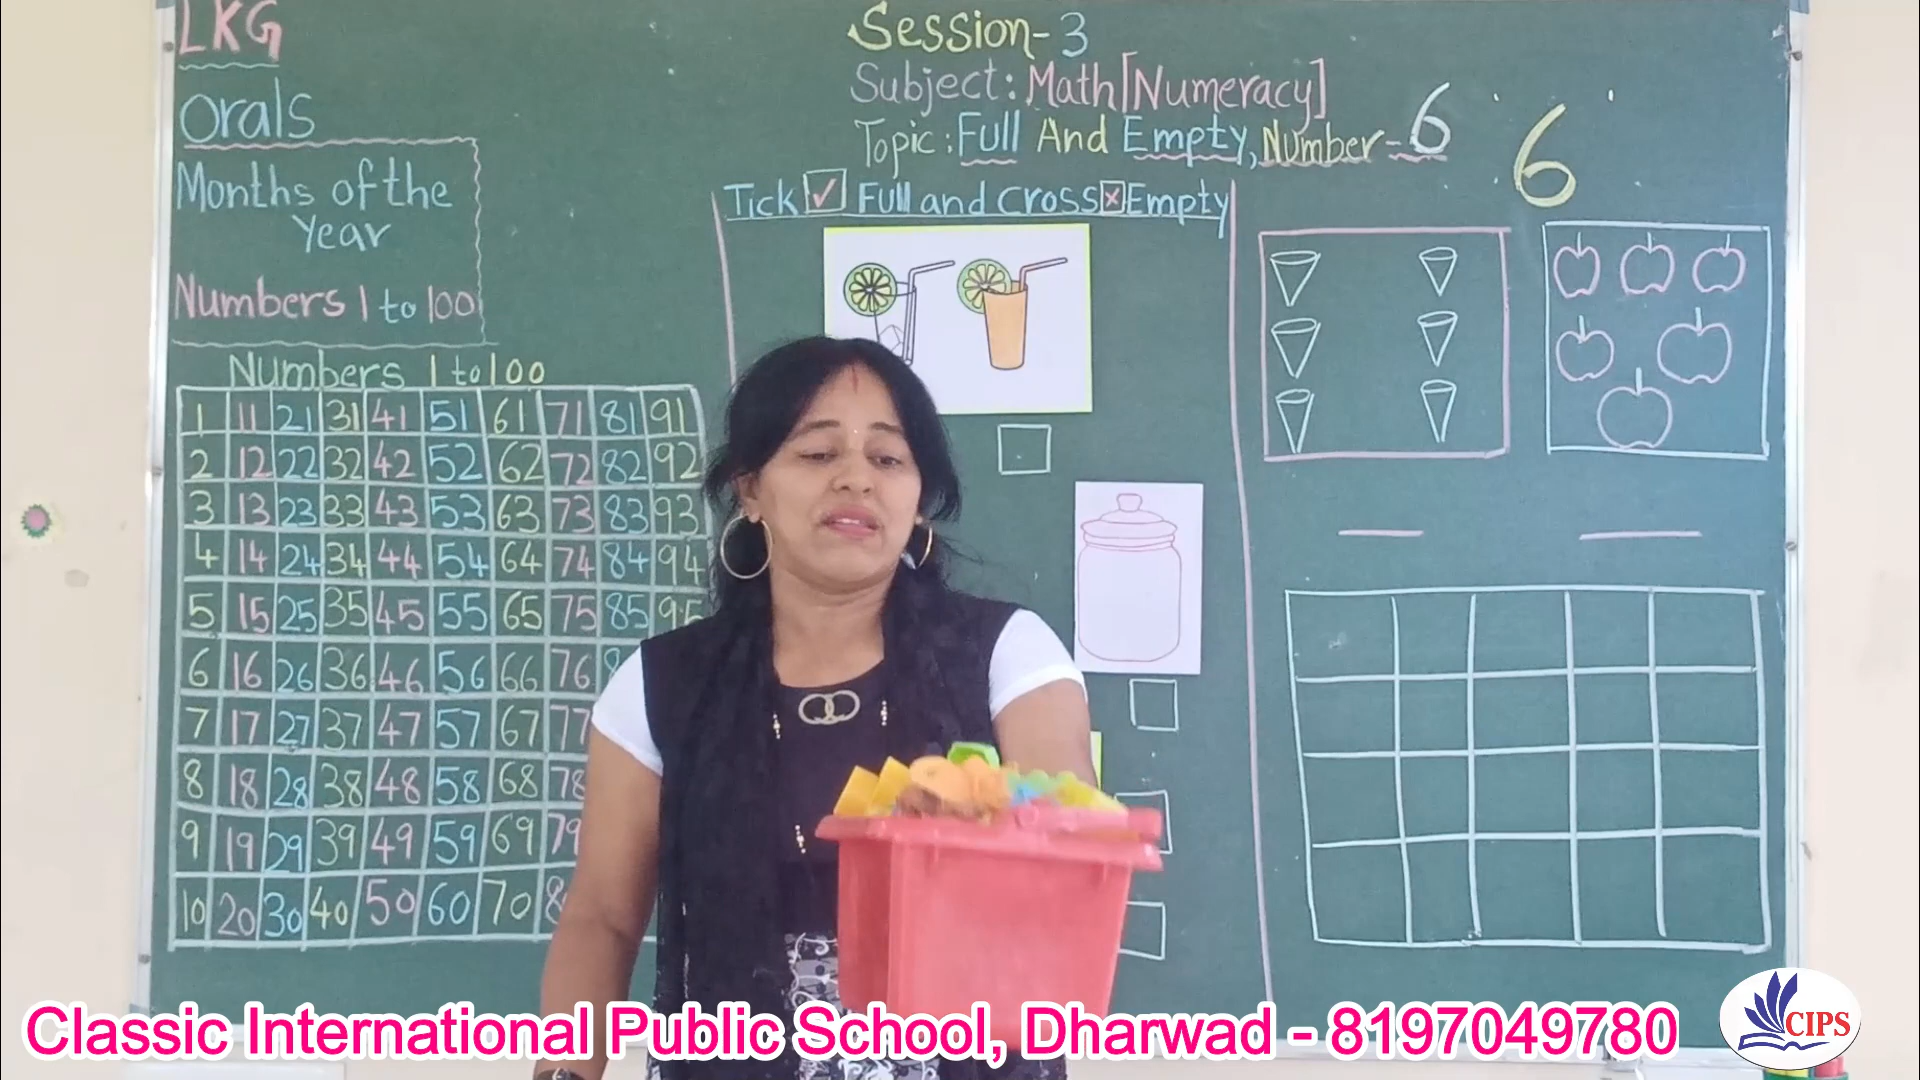 LKG
Orals
Months of the
Year
Numbers 1 to 100
Numbers 1 to 100
1 11 21 31 41 51 61 71 81 91
2 12 22 32 42 52 62 72 82 92
3 13 23 33 43 53 63 73 83 93
4 14 24 34 44 54 64 74 84 94
5 15 25 35 45 55 65 75 85 95
6 16 26 36 46 56 66 76
7 17 27 37 47 57 67 77
8 18 28 38 48 58 68 78
9 19 29 39 49 59 69 79
10 20 30 40 50 60 70
Session-3
Subject: Math[Numeracy]
Topic: Full And Empty, Number-6
6
Tick ✓ Full and Cross × Empty
Classic International Public School, Dharwad - 8197049780
CIPS